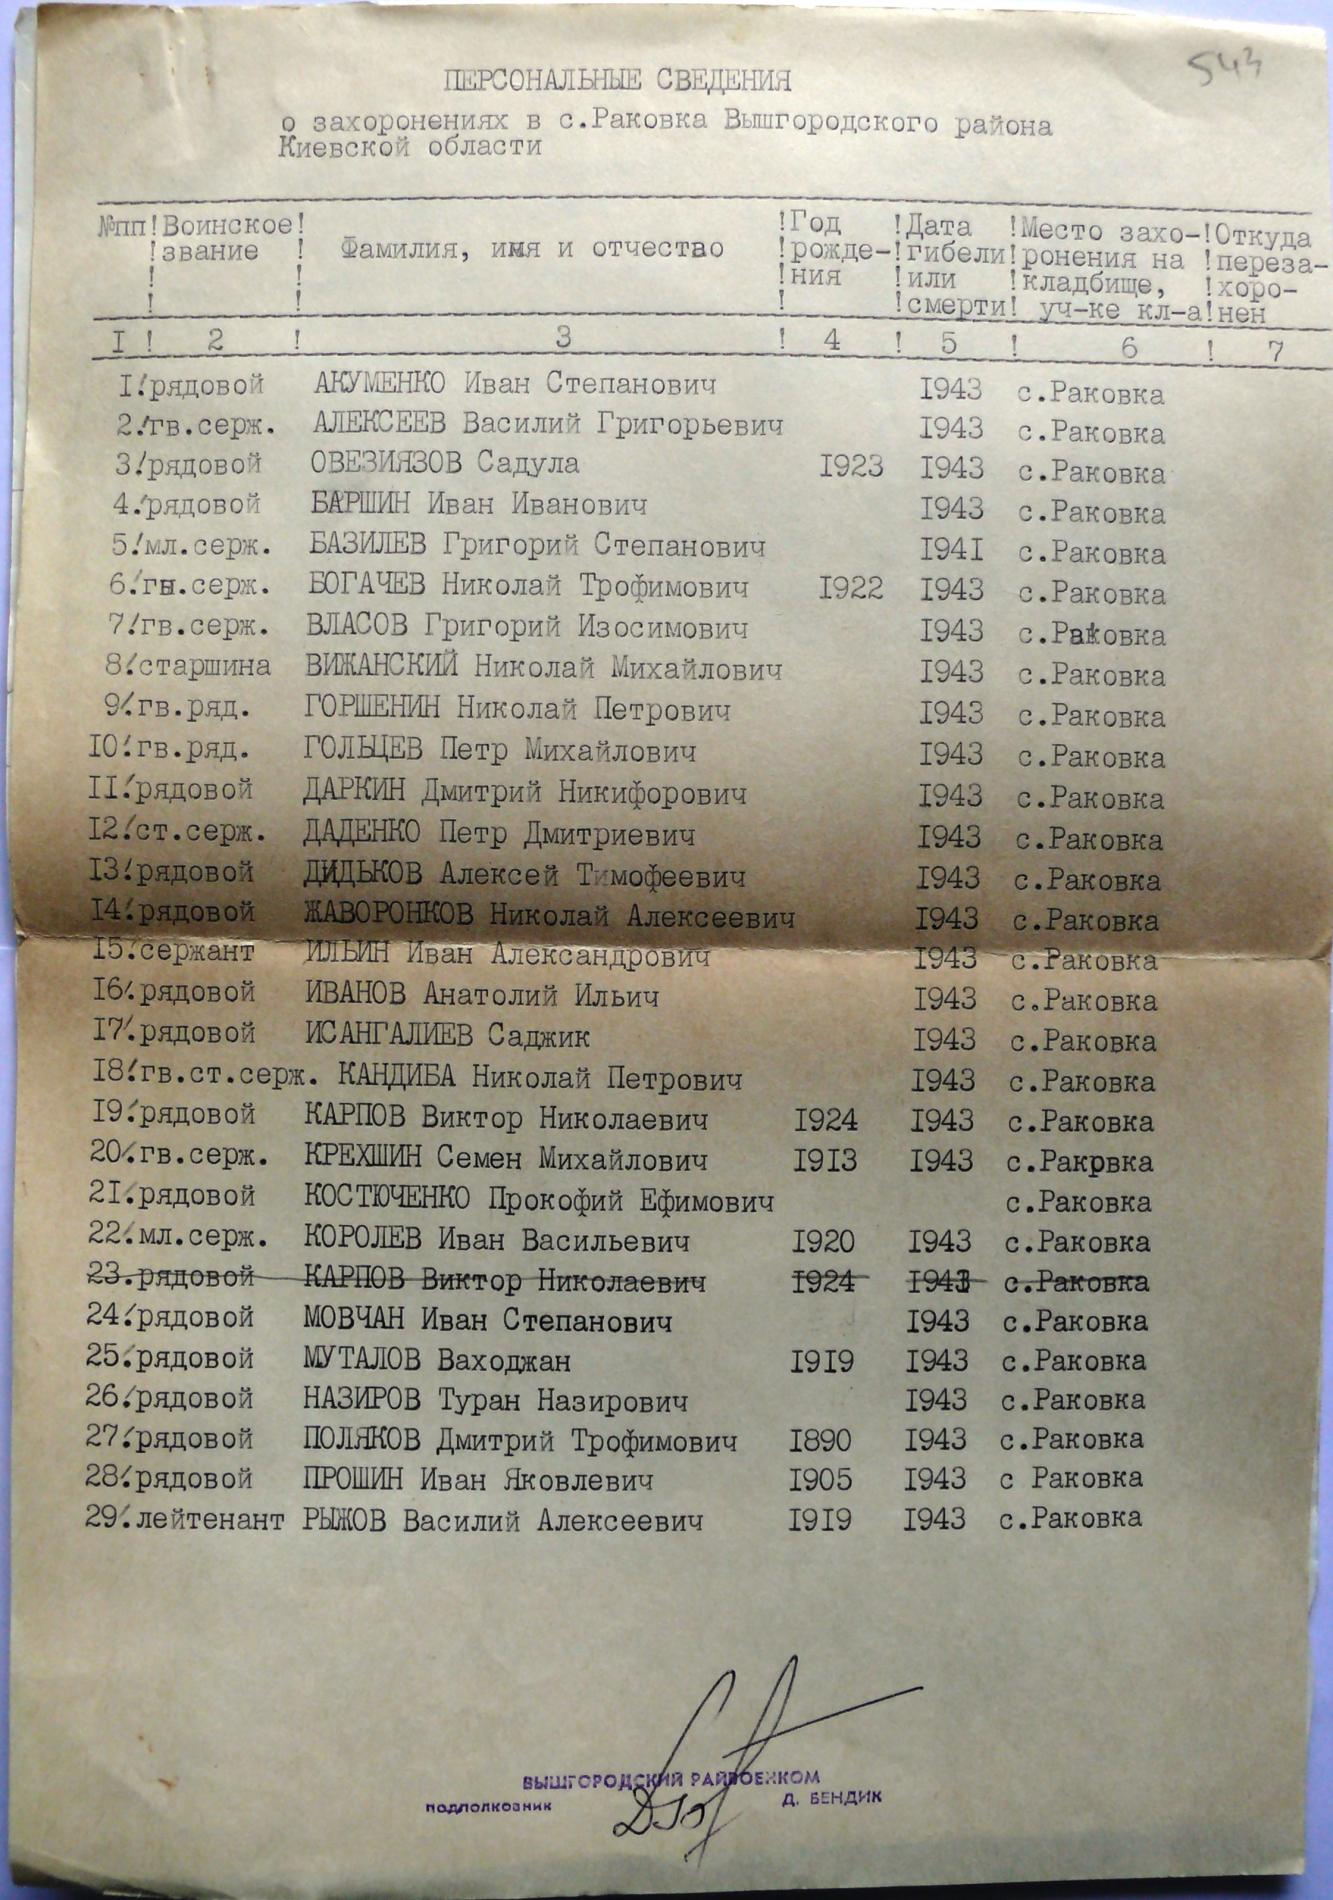 543
ПЕРСОНАЛЬНЫЕ СВЕДЕНИЯ
о захоронениях в с.Раковка Вышгородского района
Киевской области
№пп!Воинское! Фамилия, имя и отчество !Год !Дата !Место захо-!Откуда
!звание ! !рожде-!гибели!ронения на !переза-
! ! !ния !или !кладбище, !хоро-
! ! ! !смерти! уч-ке кл-а!нен
I ! 2 ! 3 ! 4 ! 5 ! 6 ! 7
I.рядовой АКУМЕНКО Иван Степанович I943 с.Раковка
2.гв.серж. АЛЕКСЕЕВ Василий Григорьевич I943 с.Раковка
3.рядовой ОВЕЗИЯЗОВ Садула I923 I943 с.Раковка
4.рядовой БАРШИН Иван Иванович I943 с.Раковка
5.мл.серж. БАЗИЛЕВ Григорий Степанович I94I с.Раковка
6.гв.серж. БОГАЧЕВ Николай Трофимович I922 I943 с.Раковка
7.гв.серж. ВЛАСОВ Григорий Изосимович I943 с.Раковка
8.старшина ВИЖАНСКИЙ Николай Михайлович I943 с.Раковка
9.гв.ряд. ГОРШЕНИН Николай Петрович I943 с.Раковка
I0.гв.ряд. ГОЛЬЦЕВ Петр Михайлович I943 с.Раковка
II.рядовой ДАРКИН Дмитрий Никифорович I943 с.Раковка
I2.ст.серж. ДАДЕНКО Петр Дмитриевич I943 с.Раковка
I3.рядовой ДИДЬКОВ Алексей Тимофеевич I943 с.Раковка
I4.рядовой ЖАВОРОНКОВ Николай Алексеевич I943 с.Раковка
I5.сержант ИЛЬИН Иван Александрович I943 с.Раковка
I6.рядовой ИВАНОВ Анатолий Ильич I943 с.Раковка
I7.рядовой ИСАНГАЛИЕВ Саджик I943 с.Раковка
I8.гв.ст.серж. КАНДИБА Николай Петрович I943 с.Раковка
I9.рядовой КАРПОВ Виктор Николаевич I924 I943 с.Раковка
20.гв.серж. КРЕХШИН Семен Михайлович I9I3 I943 с.Ракрвка
2I.рядовой КОСТЮЧЕНКО Прокофий Ефимович с.Раковка
22.мл.серж. КОРОЛЕВ Иван Васильевич I920 I943 с.Раковка
23.рядовой КАРПОВ Виктор Николаевич I924 I943 с.Раковка
24.рядовой МОВЧАН Иван Степанович I943 с.Раковка
25.рядовой МУТАЛОВ Ваходжан I9I9 I943 с.Раковка
26.рядовой НАЗИРОВ Туран Назирович I943 с.Раковка
27.рядовой ПОЛЯКОВ Дмитрий Трофимович I890 I943 с.Раковка
28.рядовой ПРОШИН Иван Яковлевич I905 I943 с Раковка
29.лейтенант РЫЖОВ Василий Алексеевич I9I9 I943 с.Раковка
ВЫШГОРОДСКИЙ РАЙВОЕНКОМ
подполковник Д. БЕНДИК